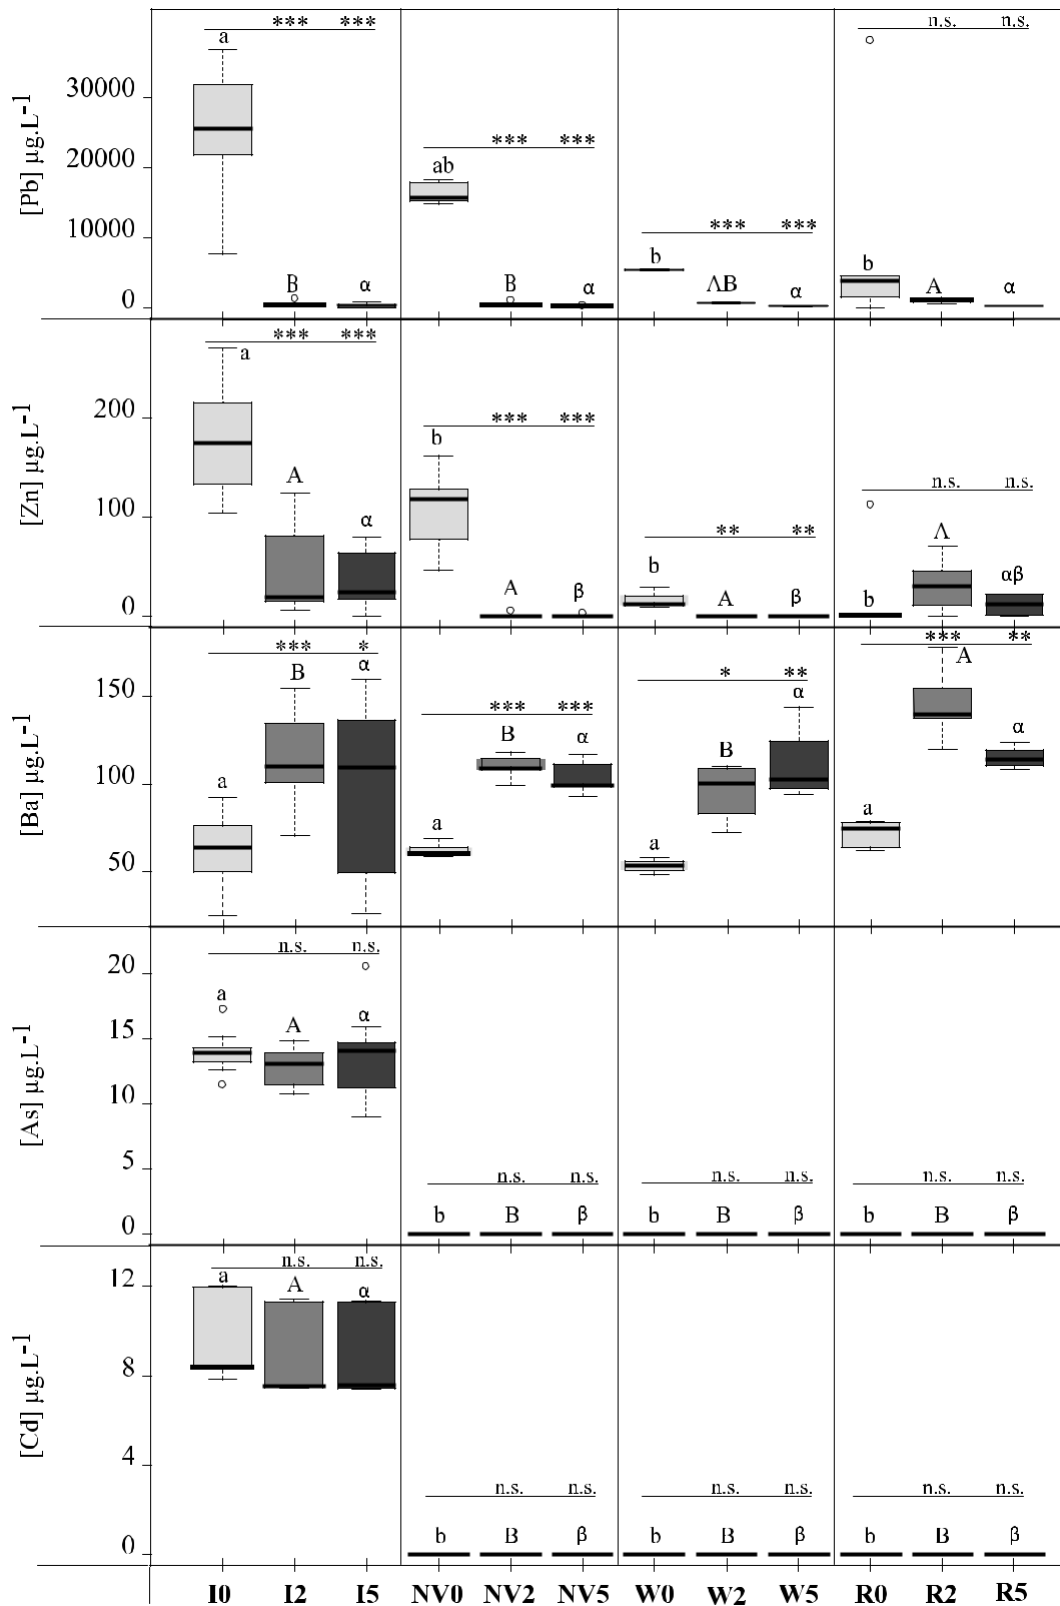 *** *** n.s. n.s.
a
30000
*** ***
20000 ab
[Pb] µg.L-1
10000 *** ***
b b
B α B α ΛB α A α
0
*** ***
a
200 *** ***
b
[Zn] µg.L-1
A n.s. n.s.
100 α ** ** Λ
b αβ
A β A β b
0
*** * * ** *** **
B α α A
150 *** ***
B α B α
[Ba] µg.L-1
100
a a a a
50
n.s. n.s.
20
a
A α
15
[As] µg.L-1
10
5 n.s. n.s. n.s. n.s. n.s. n.s.
b B β b B β b B β
0
n.s. n.s.
a A α
12
[Cd] µg.L-1
8
4
n.s. n.s. n.s. n.s. n.s. n.s.
b B β b B β b B β
0
I0 I2 I5 NV0 NV2 NV5 W0 W2 W5 R0 R2 R5